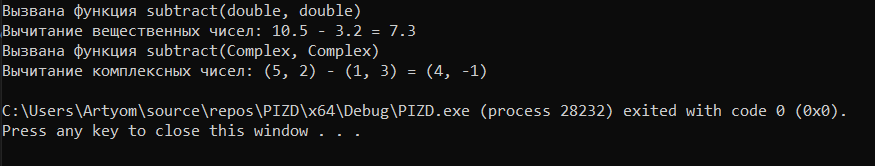 Вызвана функция subtract(double, double)
Вычитание вещественных чисел: 10.5 - 3.2 = 7.3
Вызвана функция subtract(Complex, Complex)
Вычитание комплексных чисел: (5, 2) - (1, 3) = (4, -1)
C:\Users\Artyom\source\repos\PIZD\x64\Debug\PIZD.exe (process 28232) exited with code 0 (0x0).
Press any key to close this window . . .